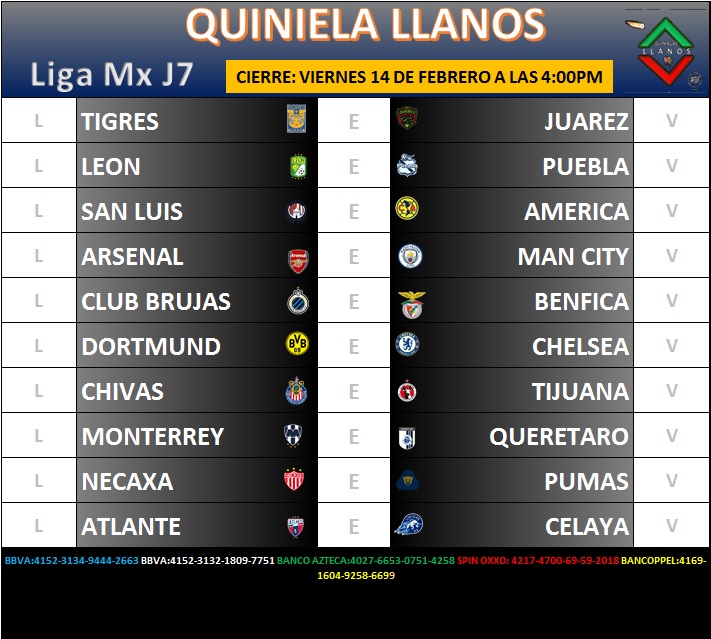 QUINIELA LLANOS
Liga Mx J7
CIERRE: VIERNES 14 DE FEBRERO A LAS 4:00PM
QUINIELAS
LLANOS
L TIGRES E JUAREZ V
L LEON E PUEBLA V
L SAN LUIS E AMERICA V
L ARSENAL E MAN CITY V
L CLUB BRUJAS E BENFICA V
L DORTMUND E CHELSEA V
L CHIVAS E TIJUANA V
L MONTERREY E QUERETARO V
L NECAXA E PUMAS V
L ATLANTE E CELAYA V
BBVA:4152-3134-9444-2663 BBVA:4152-3132-1809-7751 BANCO AZTECA:4027-6653-0751-4258 SPIN OXXO: 4217-4700-69-59-2018 BANCOPPEL:4169-
1604-9258-6699